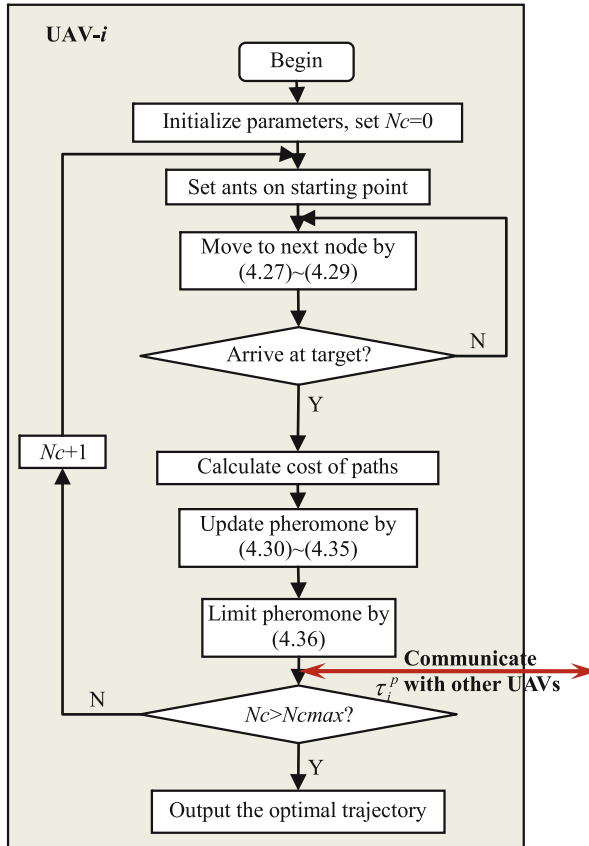 UAV-i
Begin
Initialize parameters, set Nc=0
Set ants on starting point
Move to next node by
(4.27)~(4.29)
Arrive at target?
N
Y
Nc+1
Calculate cost of paths
Update pheromone by
(4.30)~(4.35)
Limit pheromone by
(4.36)
Communicate
τ_i^p with other UAVs
N
Nc>Ncmax?
Y
Output the optimal trajectory